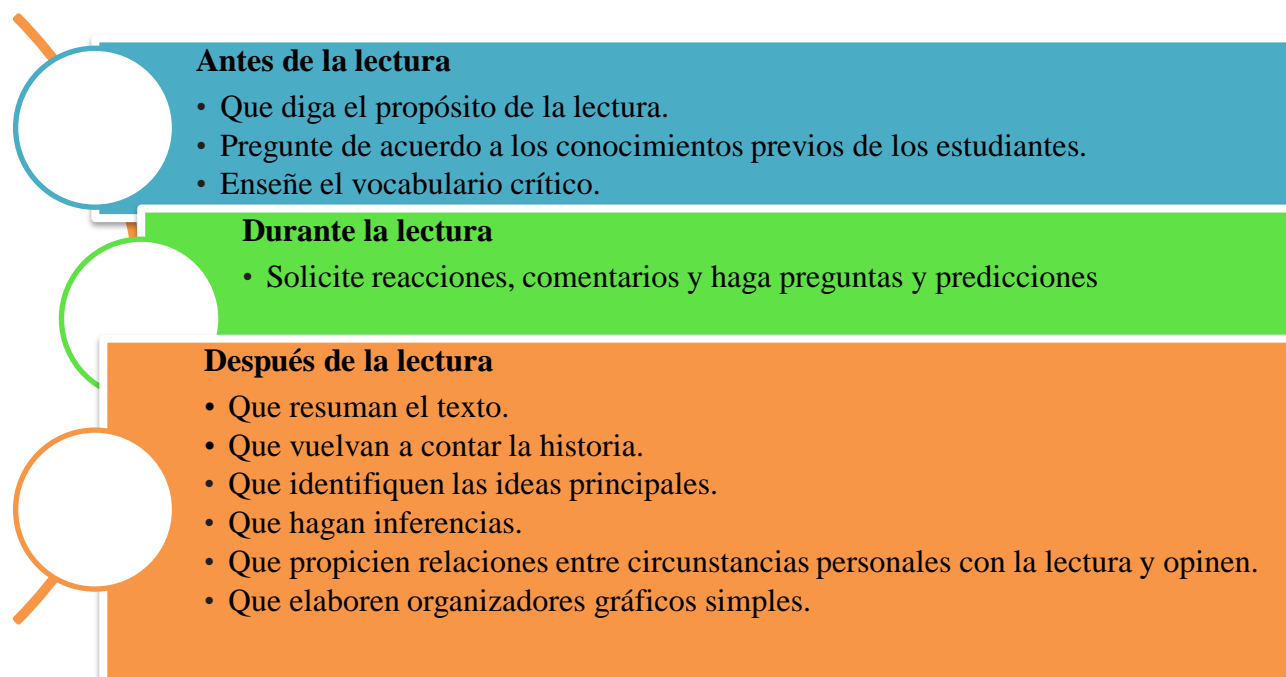 Antes de la lectura
• Que diga el propósito de la lectura.
• Pregunte de acuerdo a los conocimientos previos de los estudiantes.
• Enseñe el vocabulario crítico.
Durante la lectura
• Solicite reacciones, comentarios y haga preguntas y predicciones
Después de la lectura
• Que resuman el texto.
• Que vuelvan a contar la historia.
• Que identifiquen las ideas principales.
• Que hagan inferencias.
• Que propicien relaciones entre circunstancias personales con la lectura y opinen.
• Que elaboren organizadores gráficos simples.